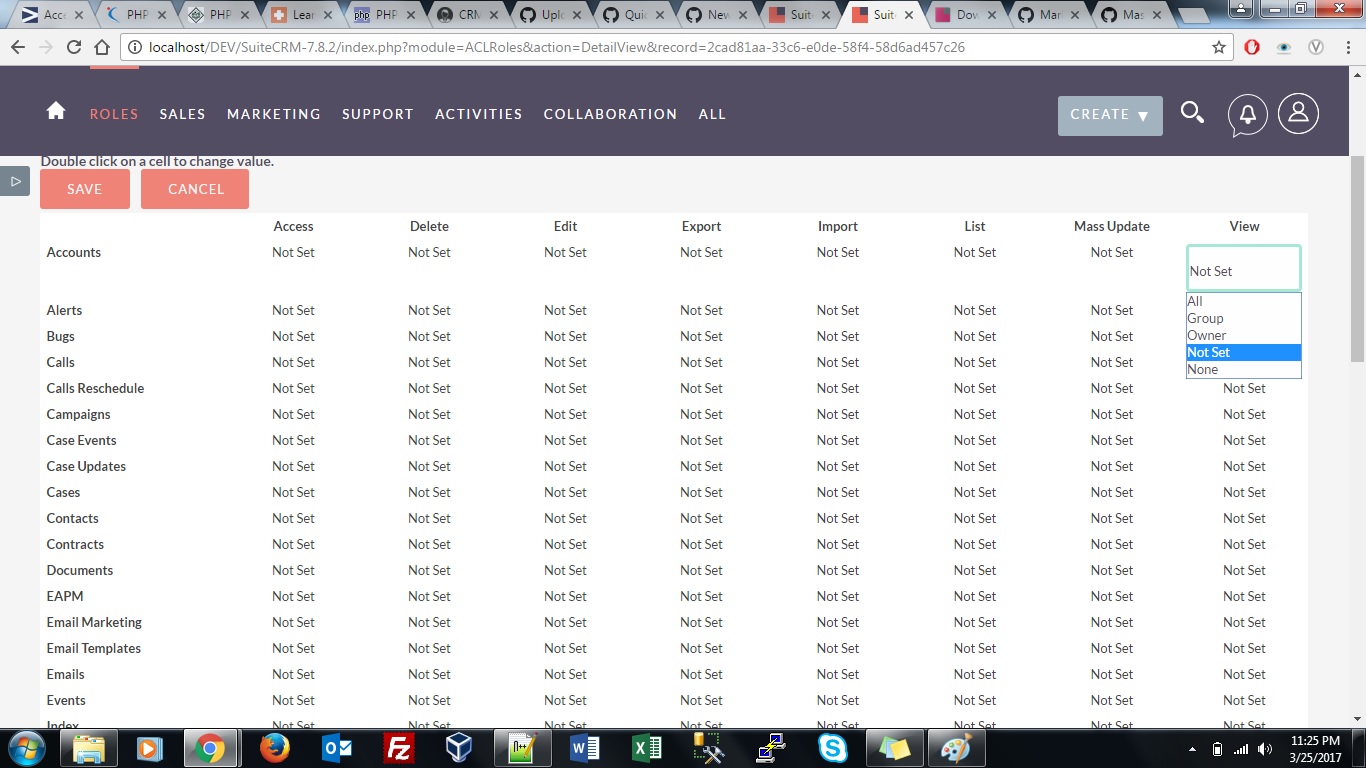 Acce
PHP
PHP
Lear
PHP
CRM
Uplo
Quic
New
Suite
Suite
Dow
Mar
Mas
localhost/DEV/SuiteCRM-7.8.2/index.php?module=ACLRoles&action=DetailView&record=2cad81aa-33c6-e0de-58f4-58d6ad457c26
ROLES SALES MARKETING SUPPORT ACTIVITIES COLLABORATION ALL CREATE ▼
Double click on a cell to change value.
SAVE CANCEL
Access Delete Edit Export Import List Mass Update View
Accounts Not Set Not Set Not Set Not Set Not Set Not Set Not Set Not Set
All
Group
Owner
Not Set
None
Alerts Not Set Not Set Not Set Not Set Not Set Not Set Not Set
Bugs Not Set Not Set Not Set Not Set Not Set Not Set Not Set
Calls Not Set Not Set Not Set Not Set Not Set Not Set Not Set
Calls Reschedule Not Set Not Set Not Set Not Set Not Set Not Set Not Set Not Set
Campaigns Not Set Not Set Not Set Not Set Not Set Not Set Not Set Not Set
Case Events Not Set Not Set Not Set Not Set Not Set Not Set Not Set Not Set
Case Updates Not Set Not Set Not Set Not Set Not Set Not Set Not Set Not Set
Cases Not Set Not Set Not Set Not Set Not Set Not Set Not Set Not Set
Contacts Not Set Not Set Not Set Not Set Not Set Not Set Not Set Not Set
Contracts Not Set Not Set Not Set Not Set Not Set Not Set Not Set Not Set
Documents Not Set Not Set Not Set Not Set Not Set Not Set Not Set Not Set
EAPM Not Set Not Set Not Set Not Set Not Set Not Set Not Set Not Set
Email Marketing Not Set Not Set Not Set Not Set Not Set Not Set Not Set Not Set
Email Templates Not Set Not Set Not Set Not Set Not Set Not Set Not Set Not Set
Emails Not Set Not Set Not Set Not Set Not Set Not Set Not Set Not Set
Events Not Set Not Set Not Set Not Set Not Set Not Set Not Set Not Set
Index Not Set Not Set Not Set Not Set Not Set Not Set Not Set Not Set
11:25 PM
3/25/2017